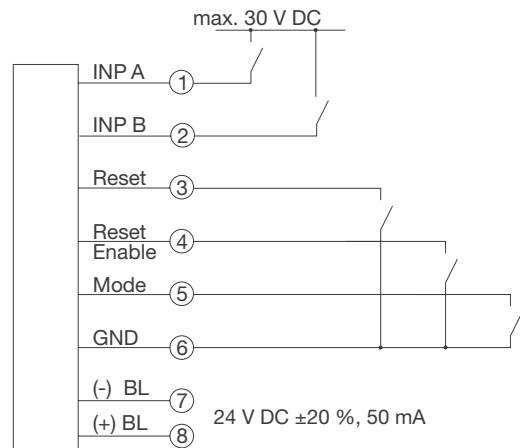 max. 30 V DC
INP A 1
INP B 2
Reset 3
Reset
Enable 4
Mode 5
GND 6
(-) BL 7
(+) BL 8
24 V DC ±20 %, 50 mA